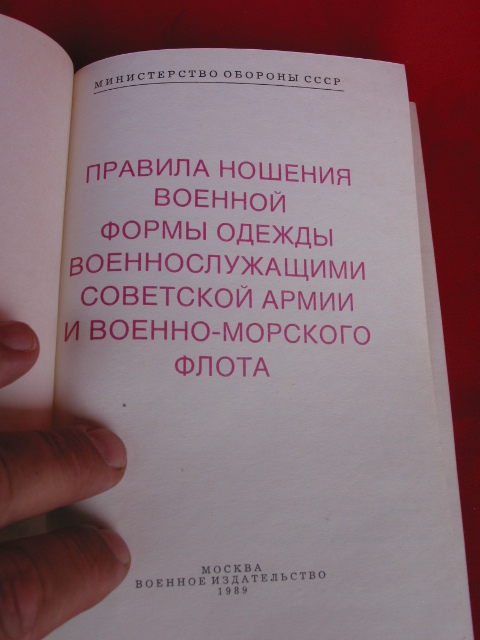 МИНИСТЕРСТВО ОБОРОНЫ СССР
ПРАВИЛА НОШЕНИЯ
ВОЕННОЙ
ФОРМЫ ОДЕЖДЫ
ВОЕННОСЛУЖАЩИМИ
СОВЕТСКОЙ АРМИИ
И ВОЕННО-МОРСКОГО
ФЛОТА
МОСКВА
ВОЕННОЕ ИЗДАТЕЛЬСТВО
1989